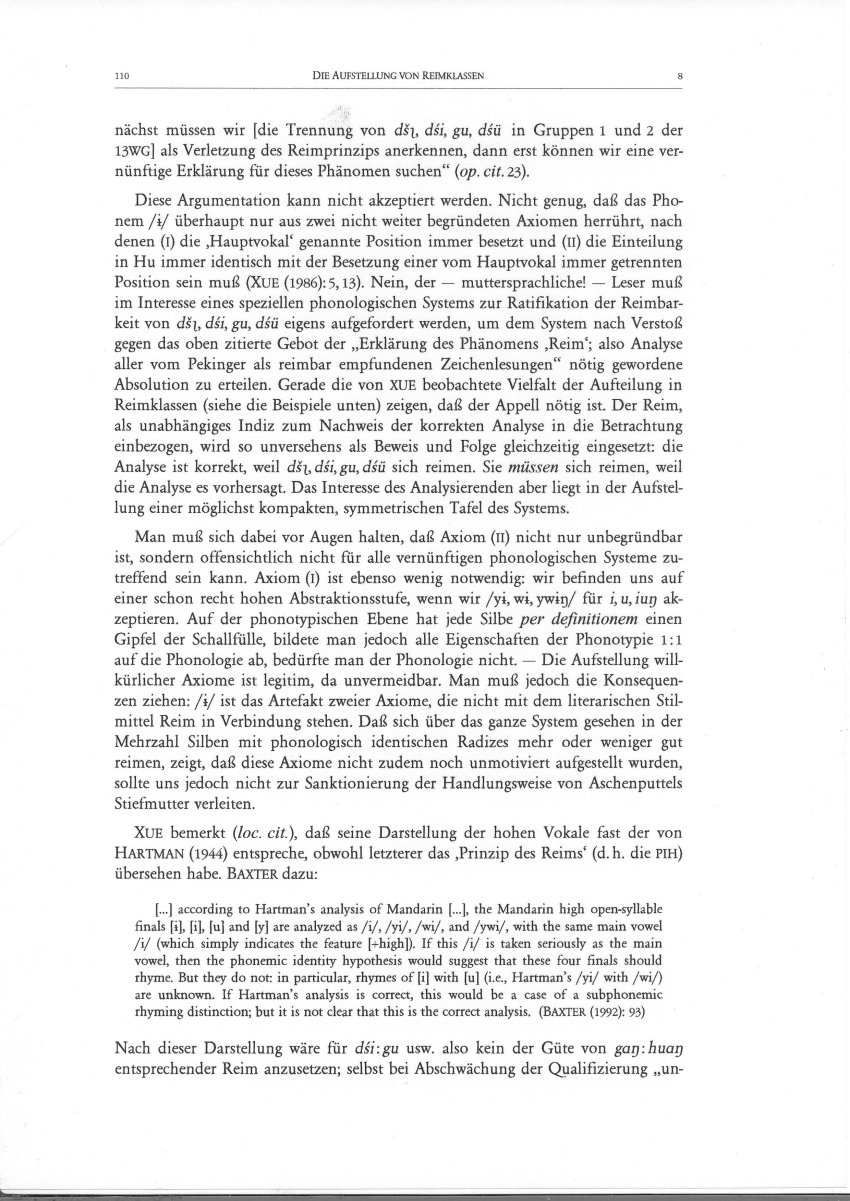 110 DIE AUFSTELLUNG VON REIMKLASSEN 8
nächst müssen wir [die Trennung von dšʅ, dśi, gu, dśü in Gruppen 1 und 2 der
13WG] als Verletzung des Reimprinzips anerkennen, dann erst können wir eine ver-
nünftige Erklärung für dieses Phänomen suchen“ (op. cit. 23).
Diese Argumentation kann nicht akzeptiert werden. Nicht genug, daß das Pho-
nem /ɨ/ überhaupt nur aus zwei nicht weiter begründeten Axiomen herrührt, nach
denen (I) die ‚Hauptvokal‘ genannte Position immer besetzt und (II) die Einteilung
in Hu immer identisch mit der Besetzung einer vom Hauptvokal immer getrennten
Position sein muß (XUE (1986): 5, 13). Nein, der — muttersprachliche! — Leser muß
im Interesse eines speziellen phonologischen Systems zur Ratifikation der Reimbar-
keit von dšʅ, dśi, gu, dśü eigens aufgefordert werden, um dem System nach Verstoß
gegen das oben zitierte Gebot der „Erklärung des Phänomens ‚Reim‘; also Analyse
aller vom Pekinger als reimbar empfundenen Zeichenlesungen“ nötig gewordene
Absolution zu erteilen. Gerade die von XUE beobachtete Vielfalt der Aufteilung in
Reimklassen (siehe die Beispiele unten) zeigen, daß der Appell nötig ist. Der Reim,
als unabhängiges Indiz zum Nachweis der korrekten Analyse in die Betrachtung
einbezogen, wird so unversehens als Beweis und Folge gleichzeitig eingesetzt: die
Analyse ist korrekt, weil dšʅ, dśi, gu, dśü sich reimen. Sie müssen sich reimen, weil
die Analyse es vorhersagt. Das Interesse des Analysierenden aber liegt in der Aufstel-
lung einer möglichst kompakten, symmetrischen Tafel des Systems.
Man muß sich dabei vor Augen halten, daß Axiom (II) nicht nur unbegründbar
ist, sondern offensichtlich nicht für alle vernünftigen phonologischen Systeme zu-
treffend sein kann. Axiom (I) ist ebenso wenig notwendig: wir befinden uns auf
einer schon recht hohen Abstraktionsstufe, wenn wir /yɨ, wɨ, ywɨŋ/ für i, u, iuŋ ak-
zeptieren. Auf der phonotypischen Ebene hat jede Silbe per definitionem einen
Gipfel der Schallfülle, bildete man jedoch alle Eigenschaften der Phonotypie 1:1
auf die Phonologie ab, bedürfte man der Phonologie nicht. — Die Aufstellung will-
kürlicher Axiome ist legitim, da unvermeidbar. Man muß jedoch die Konsequen-
zen ziehen: /ɨ/ ist das Artefakt zweier Axiome, die nicht mit dem literarischen Stil-
mittel Reim in Verbindung stehen. Daß sich über das ganze System gesehen in der
Mehrzahl Silben mit phonologisch identischen Radizes mehr oder weniger gut
reimen, zeigt, daß diese Axiome nicht zudem noch unmotiviert aufgestellt wurden,
sollte uns jedoch nicht zur Sanktionierung der Handlungsweise von Aschenputtels
Stiefmutter verleiten.
XUE bemerkt (loc. cit.), daß seine Darstellung der hohen Vokale fast der von
HARTMAN (1944) entspreche, obwohl letzterer das ‚Prinzip des Reims‘ (d. h. die PIH)
übersehen habe. BAXTER dazu:
[...] according to Hartman’s analysis of Mandarin [...], the Mandarin high open-syllable
finals [ɨ], [i], [u] and [y] are analyzed as /i/, /yi/, /wi/, and /ywi/, with the same main vowel
/i/ (which simply indicates the feature [+high]). If this /i/ is taken seriously as the main
vowel, then the phonemic identity hypothesis would suggest that these four finals should
rhyme. But they do not: in particular, rhymes of [i] with [u] (i.e., Hartman’s /yi/ with /wi/)
are unknown. If Hartman’s analysis is correct, this would be a case of a subphonemic
rhyming distinction; but it is not clear that this is the correct analysis. (BAXTER (1992): 93)
Nach dieser Darstellung wäre für dśi : gu usw. also kein der Güte von gaŋ : huaŋ
entsprechender Reim anzusetzen; selbst bei Abschwächung der Qualifizierung „un-